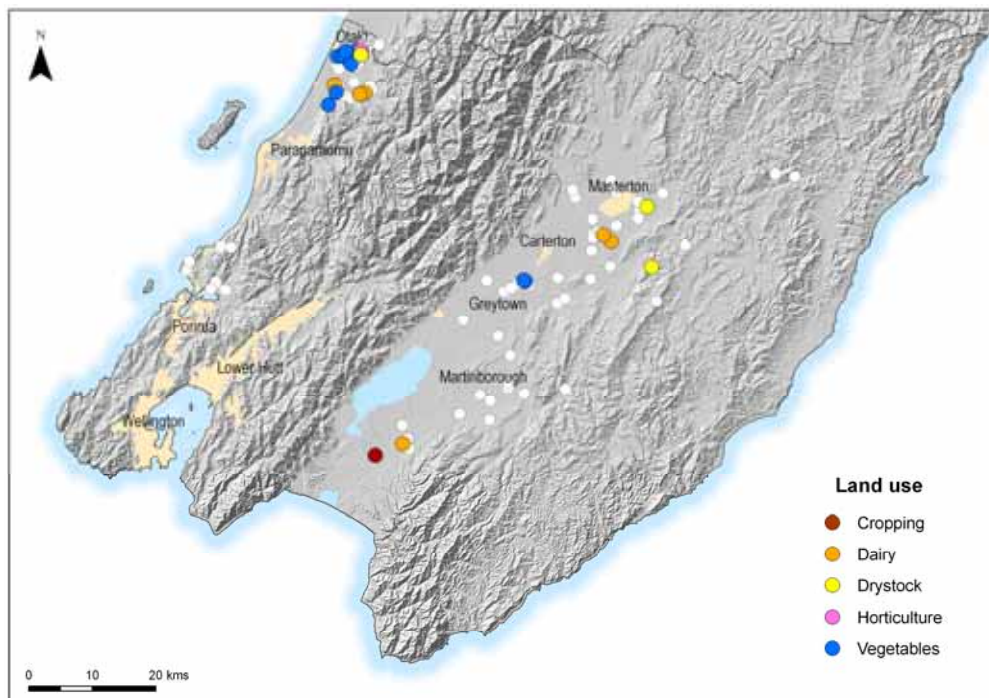 N
Paraparaumu
Masterton
Carterton
Greytown
Porirua
Lower Hutt
Martinborough
Wellington
Land use
Cropping
Dairy
Drystock
Horticulture
Vegetables
0 10 20 kms